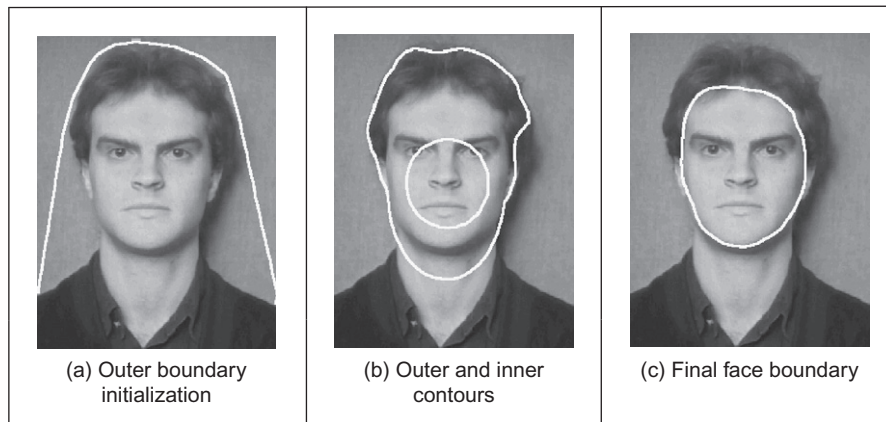 (a) Outer boundary
initialization
(b) Outer and inner
contours
(c) Final face boundary